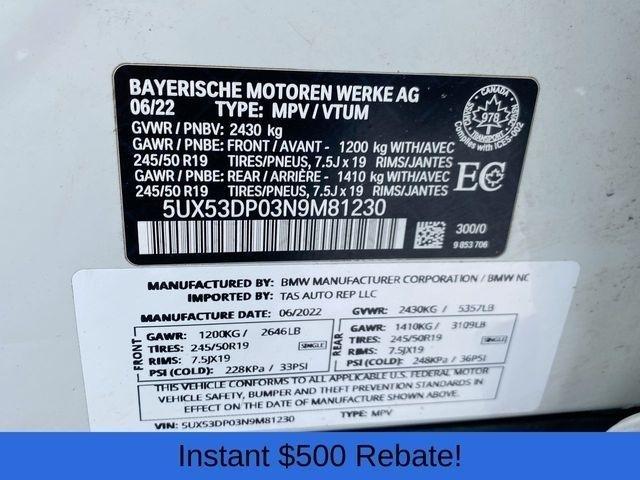 BAYERISCHE MOTOREN WERKE AG
06/22 TYPE: MPV / VTUM
GVWR / PNBV: 2430 kg
GAWR/ PNBE: FRONT / AVANT - 1200 kg WITH/AVEC
245/50 R19 TIRES/PNEUS, 7.5J x 19 RIMS/JANTES
GAWR/ PNBE: REAR / ARRIÈRE - 1410 kg WITH/AVEC
245/50 R19 TIRES/PNEUS, 7.5J x 19 RIMS/JANTES
5UX53DP03N9M81230
CANADA
978
Complies with ICES-002
EC
300/0
9 853 706
MANUFACTURED BY: BMW MANUFACTURER CORPORATION / BMW NC
IMPORTED BY: TAS AUTO REP LLC
MANUFACTURE DATE: 06/2022 GVWR: 2430KG / 5357LB
FRONT
GAWR: 1200KG / 2646LB
TIRES: 245/50R19 SINGLE
RIMS: 7.5JX19
PSI (COLD): 228KPa / 33PSI
REAR
GAWR: 1410KG / 3109LB
TIRES: 245/50R19 SINGLE
RIMS: 7.5JX19
PSI (COLD): 248KPa / 36PSI
THIS VEHICLE CONFORMS TO ALL APPLICABLE U.S. FEDERAL MOTOR
VEHICLE SAFETY, BUMPER AND THEFT PREVENTION STANDARDS IN
EFFECT ON THE DATE OF MANUFACTURE SHOWN ABOVE
VIN: 5UX53DP03N9M81230 TYPE: MPV
Instant $500 Rebate!